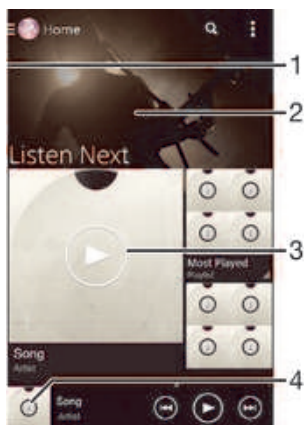 Home
1
2
Listen Next
3
Most Played
Playlist
Song
Artist
4
Song
Artist